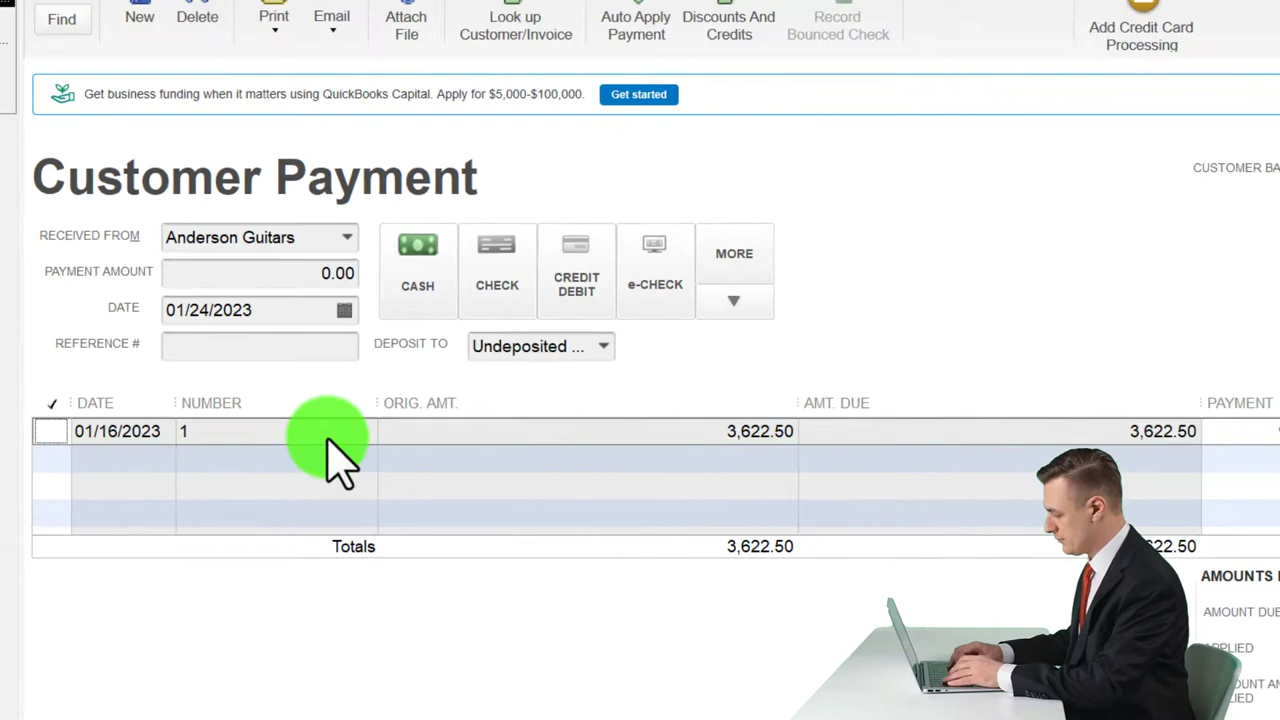 Find
New
Delete
Print
Email
Attach
File
Look up
Customer/Invoice
Auto Apply
Payment
Discounts And
Credits
Record
Bounced Check
Add Credit Card
Processing
Get business funding when it matters using QuickBooks Capital. Apply for $5,000-$100,000.
Get started
Customer Payment
CUSTOMER BA
RECEIVED FROM
Anderson Guitars
PAYMENT AMOUNT
0.00
DATE
01/24/2023
REFERENCE #
CASH
CHECK
CREDIT
DEBIT
e-CHECK
MORE
DEPOSIT TO
Undeposited ...
✓ DATE NUMBER ORIG. AMT. AMT. DUE PAYMENT
01/16/2023 1 3,622.50 3,622.50
Totals 3,622.50 22.50
AMOUNTS
AMOUNT DUE
APPLIED